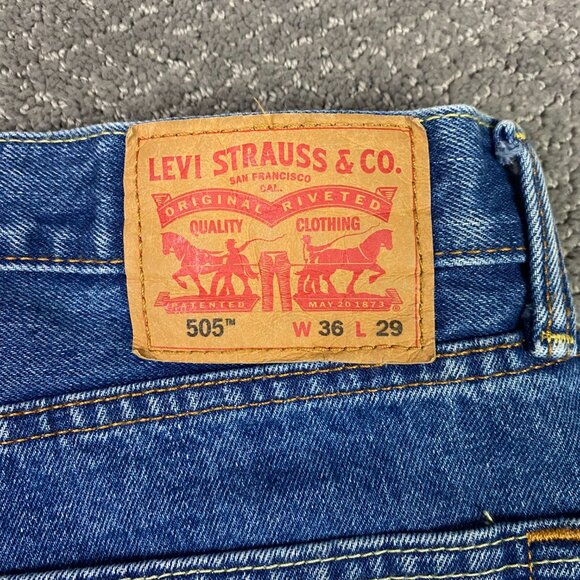 LEVI STRAUSS & CO.
SAN FRANCISCO
CAL.
ORIGINAL RIVETED
QUALITY CLOTHING
PATENTED MAY 20 1873 ®
505™ W 36 L 29